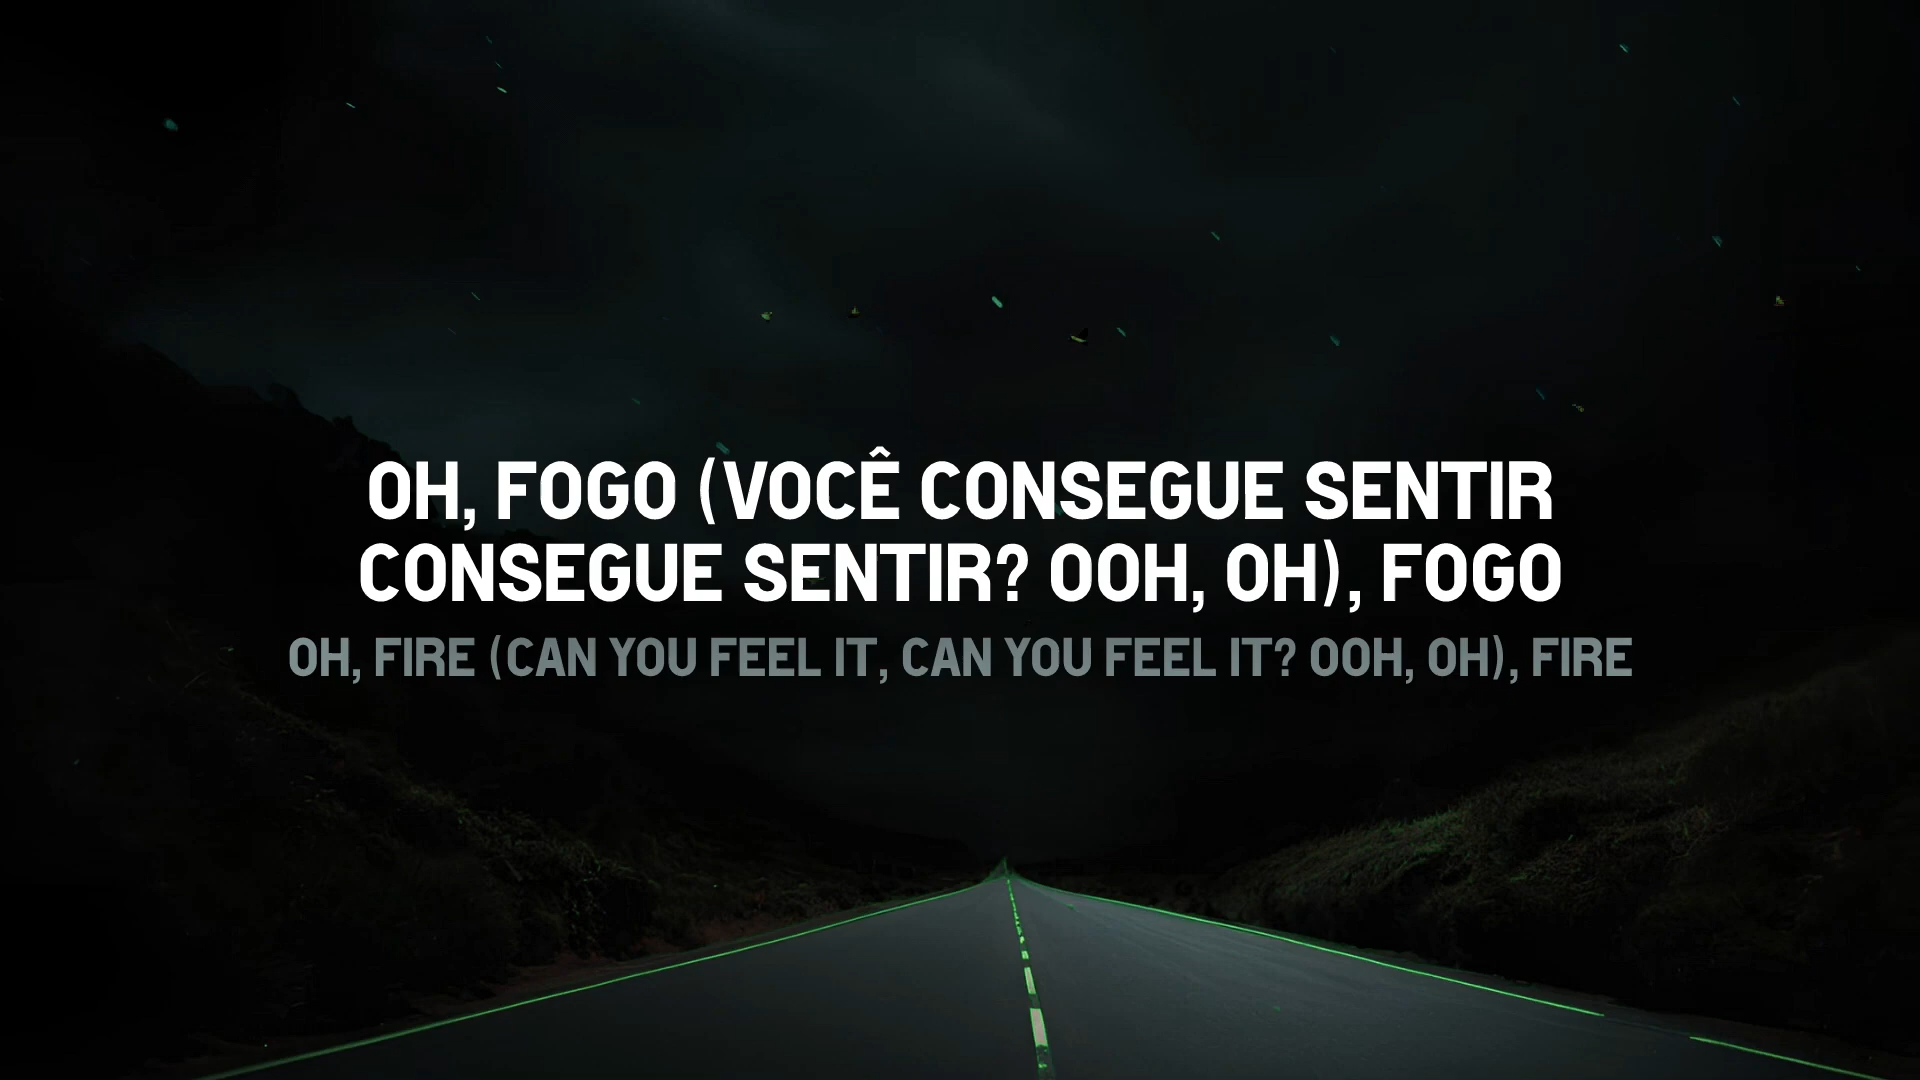 OH, FOGO (VOCÊ CONSEGUE SENTIR
CONSEGUE SENTIR? OOH, OH), FOGO
OH, FIRE (CAN YOU FEEL IT, CAN YOU FEEL IT? OOH, OH), FIRE